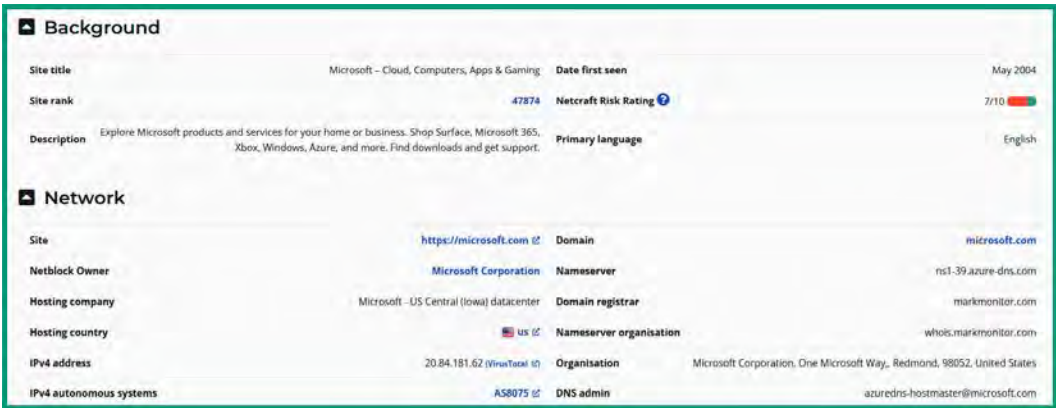 Background
Site title Microsoft – Cloud, Computers, Apps & Gaming Date first seen May 2004
Site rank 47874 Netcraft Risk Rating ? 7/10
Description Explore Microsoft products and services for your home or business. Shop Surface, Microsoft 365,
Xbox, Windows, Azure, and more. Find downloads and get support. Primary language English
Network
Site https://microsoft.com Domain microsoft.com
Netblock Owner Microsoft Corporation Nameserver ns1-39.azure-dns.com
Hosting company Microsoft - US Central (Iowa) datacenter Domain registrar markmonitor.com
Hosting country US Nameserver organisation whois.markmonitor.com
IPv4 address 20.84.181.62 (VirusTotal) Organisation Microsoft Corporation, One Microsoft Way,, Redmond, 98052, United States
IPv4 autonomous systems AS8075 DNS admin azuredns-hostmaster@microsoft.com